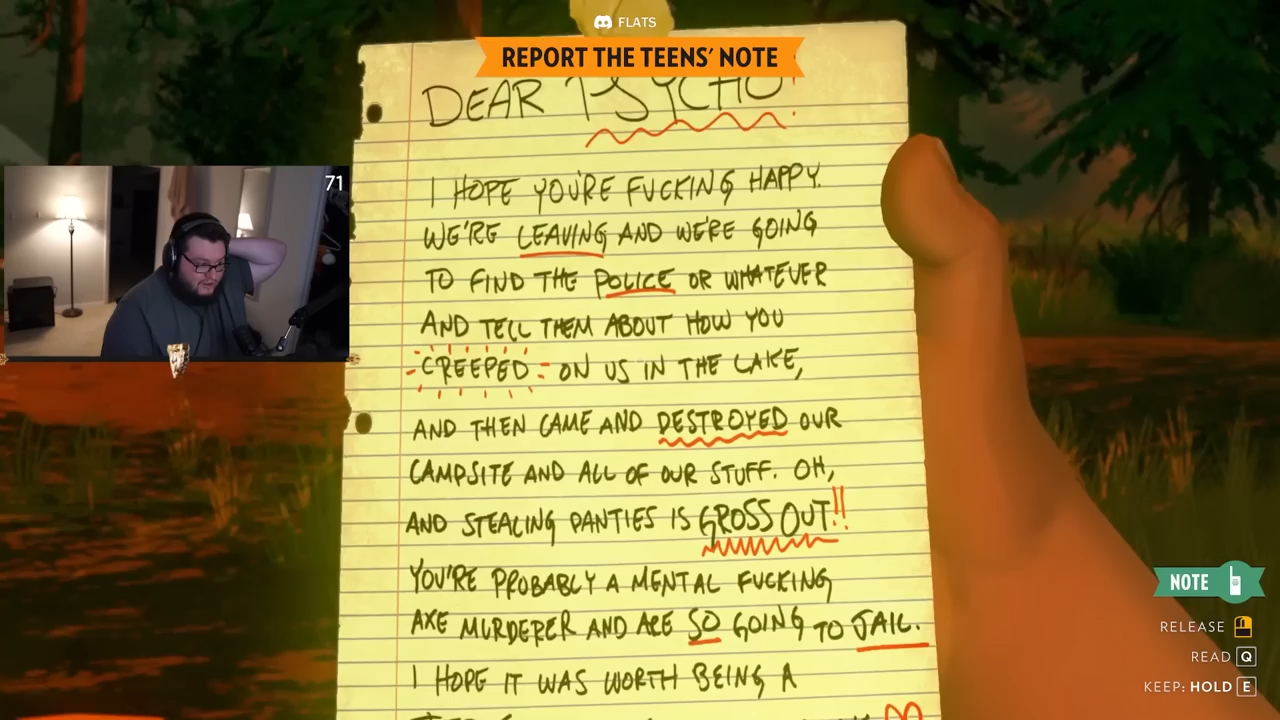 FLATS
REPORT THE TEENS' NOTE
DEAR PSYCHO!
71
I HOPE YOU'RE FUCKING HAPPY.
WE'RE LEAVING AND WE'RE GOING
TO FIND THE POLICE OR WHATEVER
AND TELL THEM ABOUT HOW YOU
CREEPED ON US IN THE LAKE,
AND THEN CAME AND DESTROYED OUR
CAMPSITE AND ALL OF OUR STUFF. OH,
AND STEALING PANTIES IS GROSS OUT!!
YOU'RE PROBABLY A MENTAL FUCKING
AXE MURDERER AND ARE SO GOING TO JAIL.
I HOPE IT WAS WORTH BEING A
NOTE
RELEASE
READ Q
KEEP: HOLD E